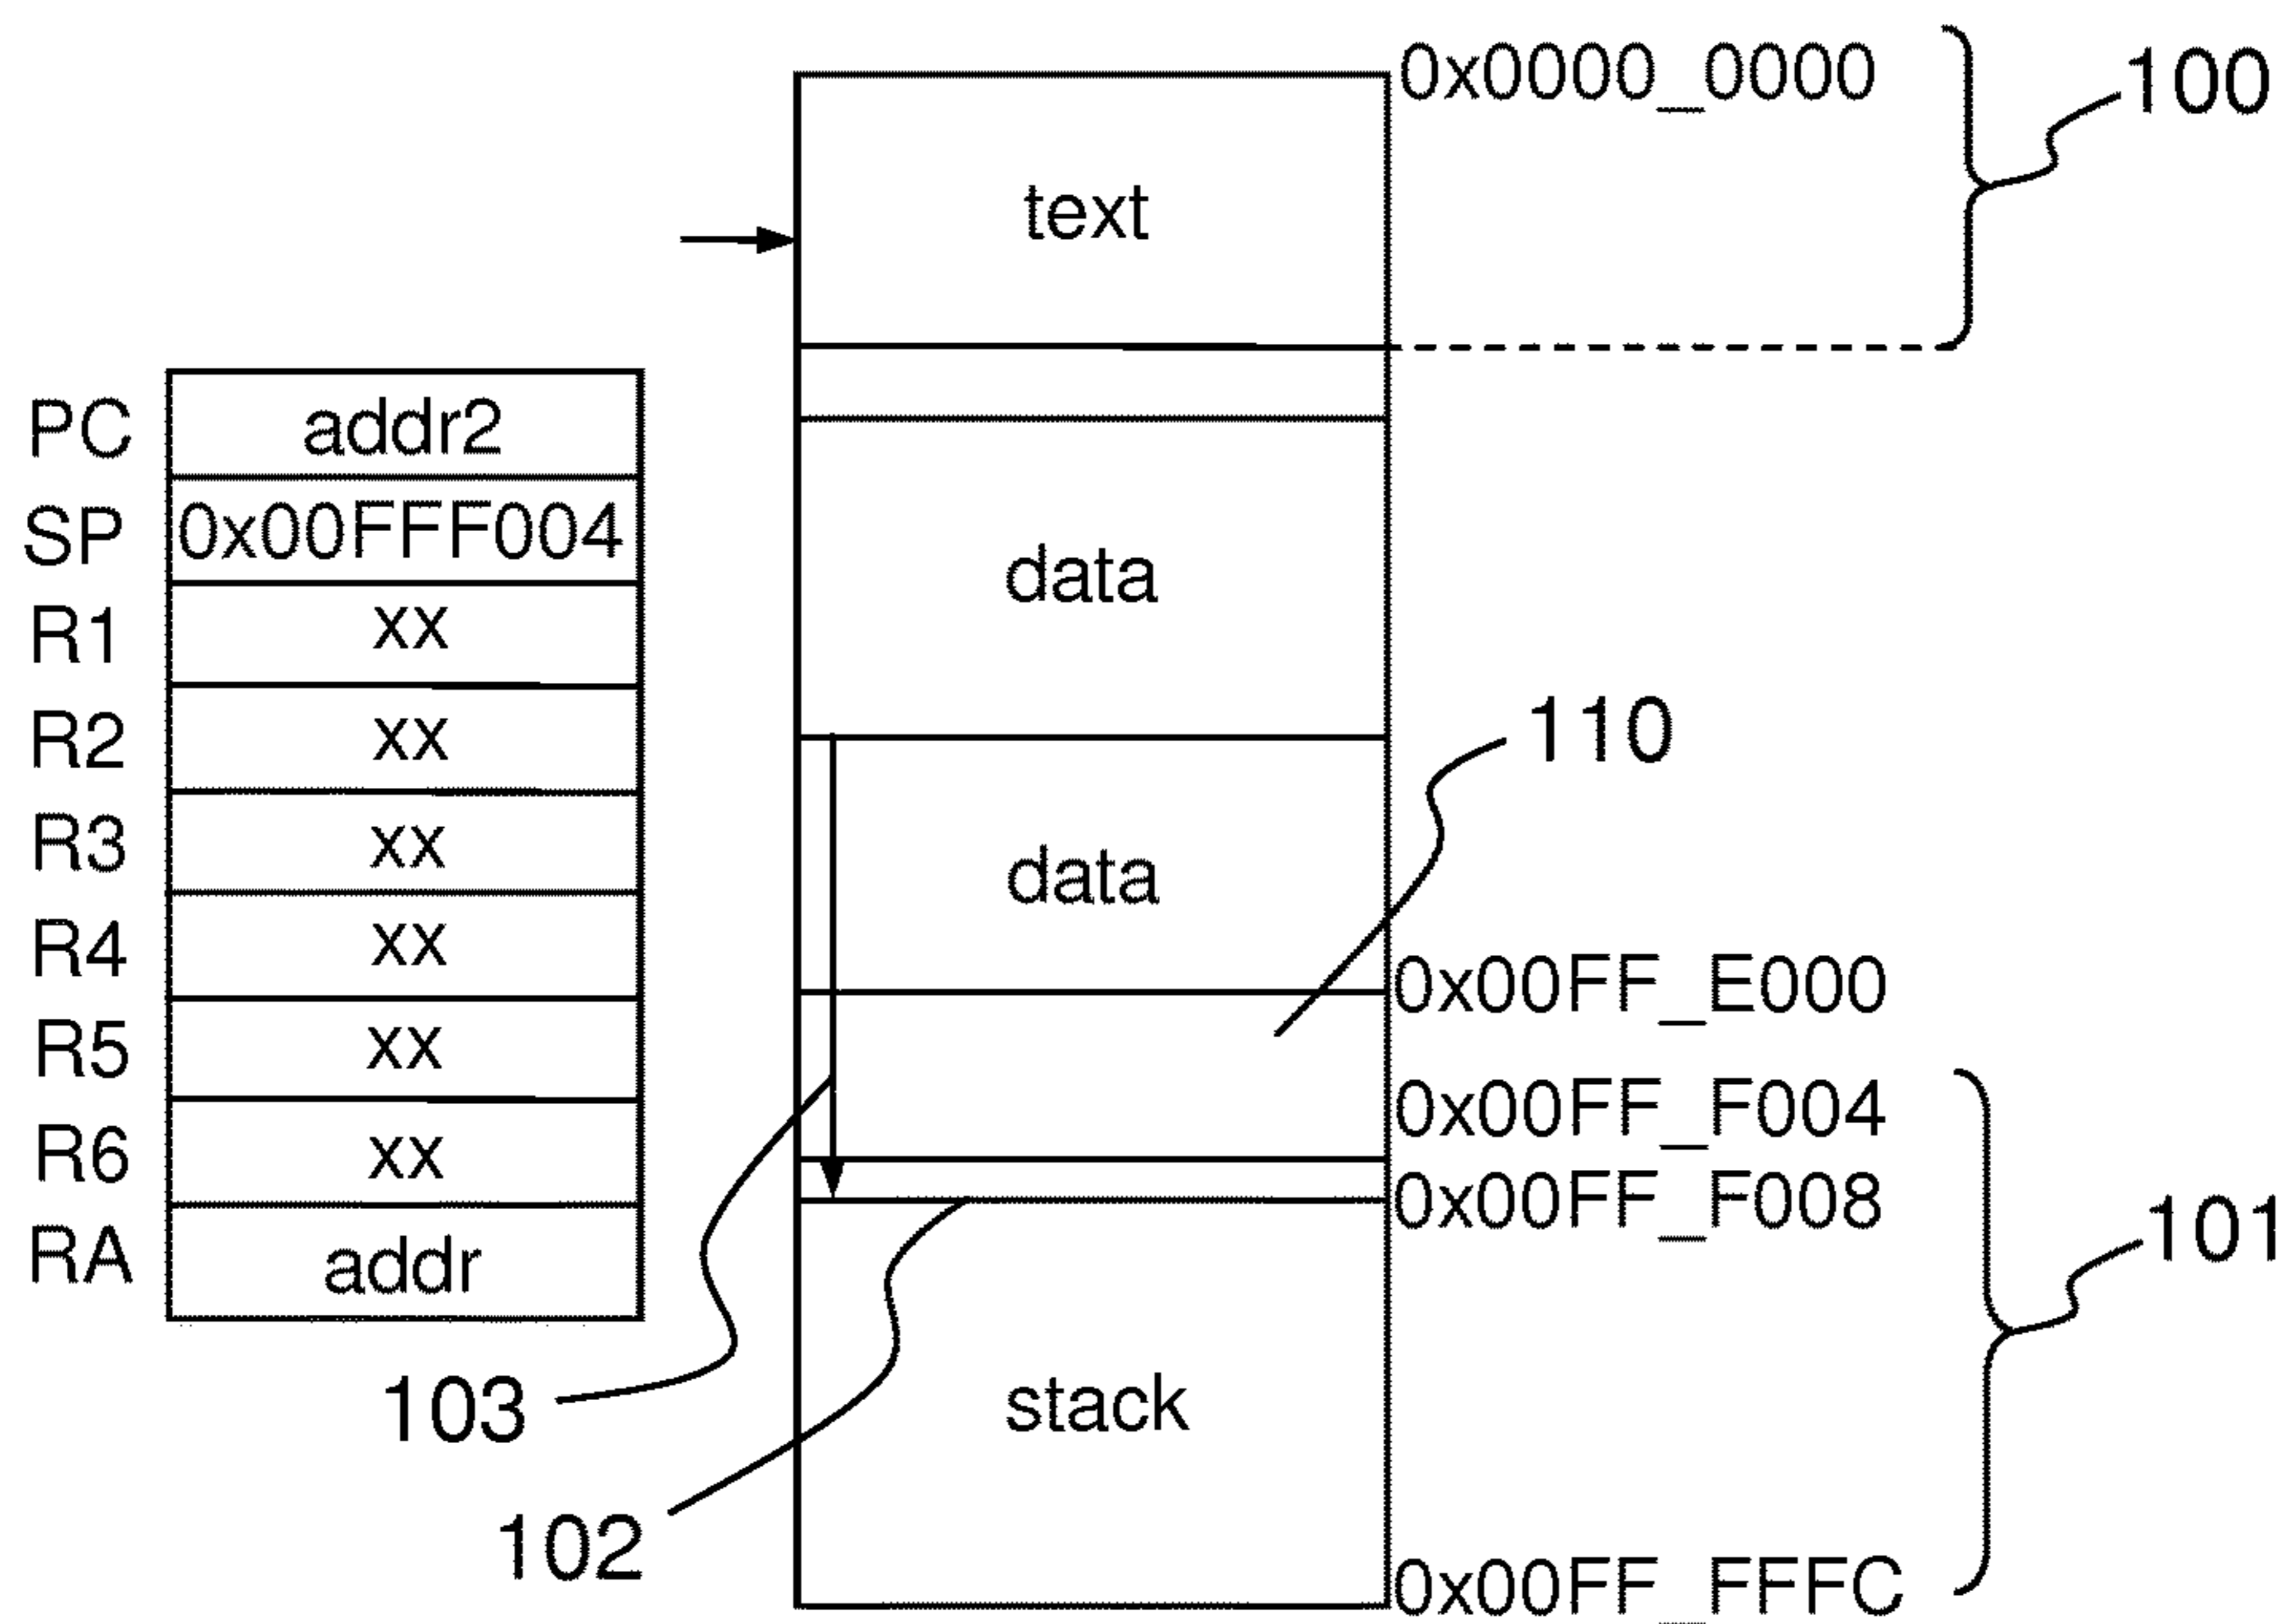 0x0000_0000
100
text
PC addr2
SP 0x00FFF004
data
R1 xx
R2 xx
110
R3 xx
data
R4 xx
0x00FF_E000
R5 xx
0x00FF_F004
R6 xx
0x00FF_F008
101
RA addr
103
stack
102
0x00FF_FFFC